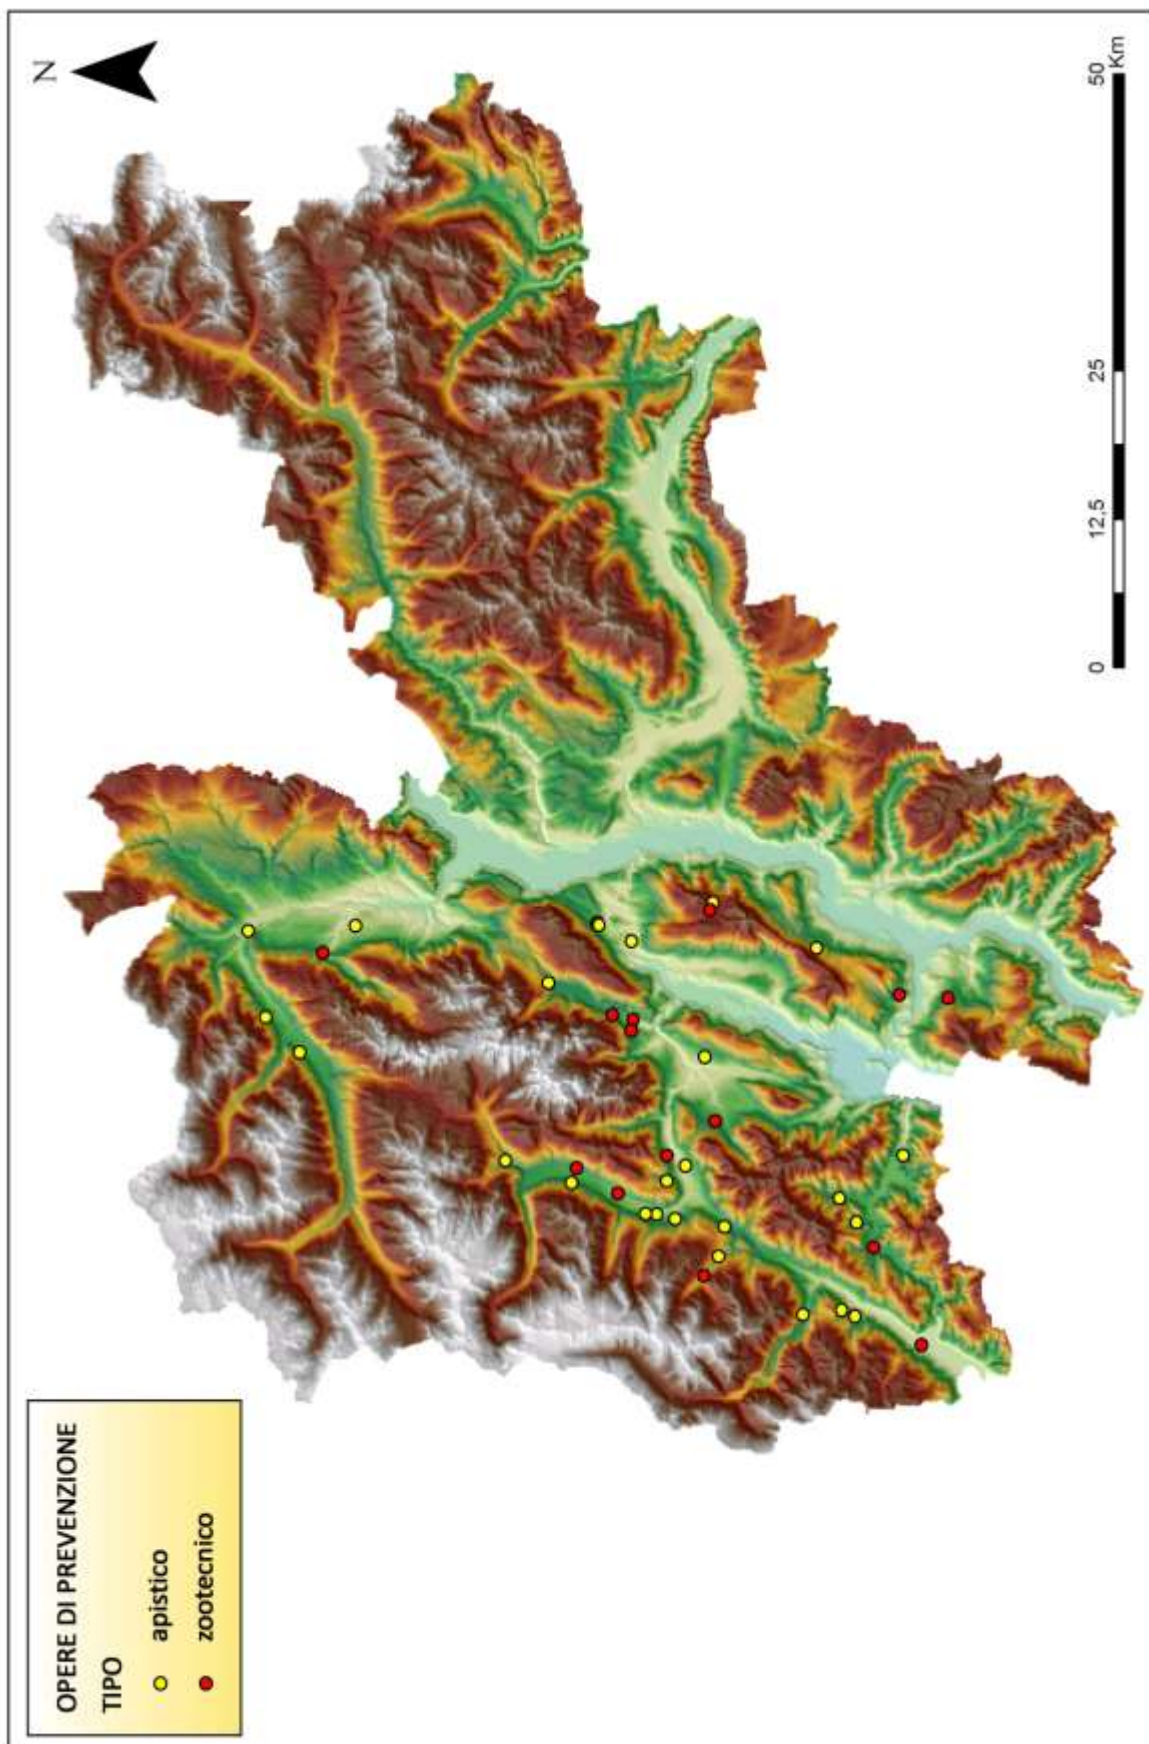 OPERE DI PREVENZIONE
TIPO
apistico
zootecnico
N
0 12,5 25 50
Km